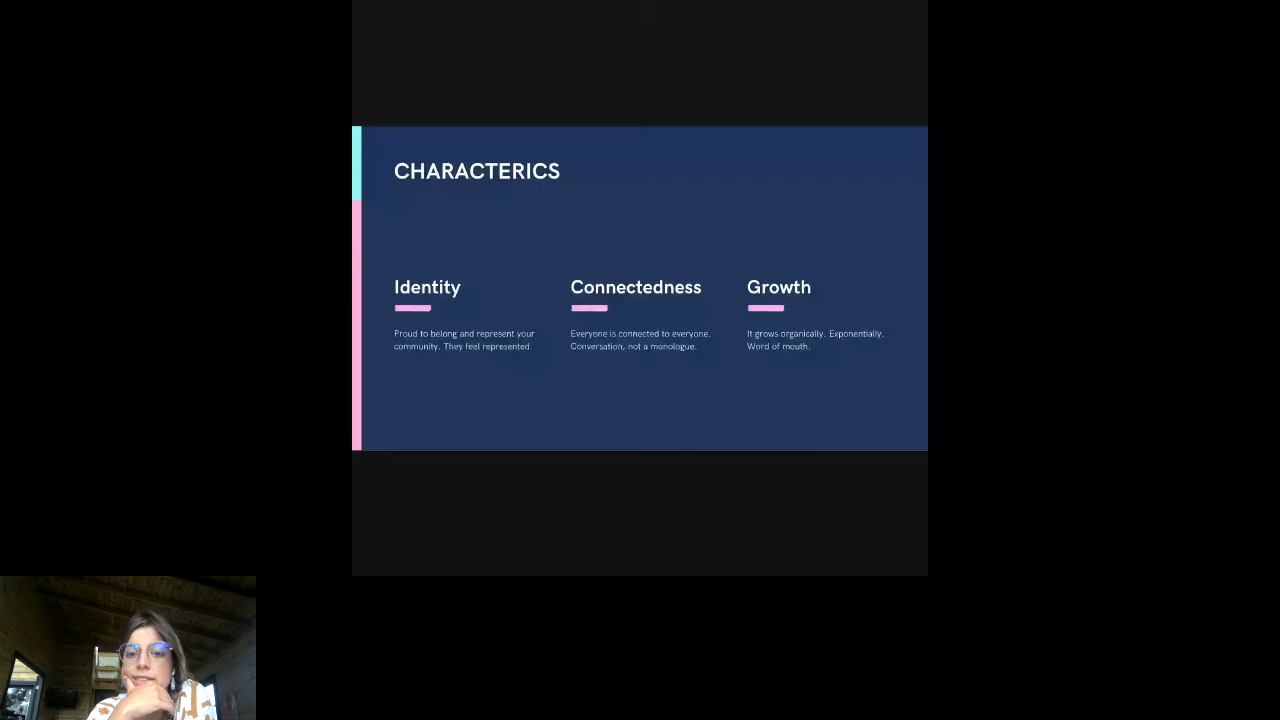 CHARACTERICS
Identity
Proud to belong and represent your
community. They feel represented.
Connectedness
Everyone is connected to everyone.
Conversation, not a monologue.
Growth
It grows organically. Exponentially.
Word of mouth.